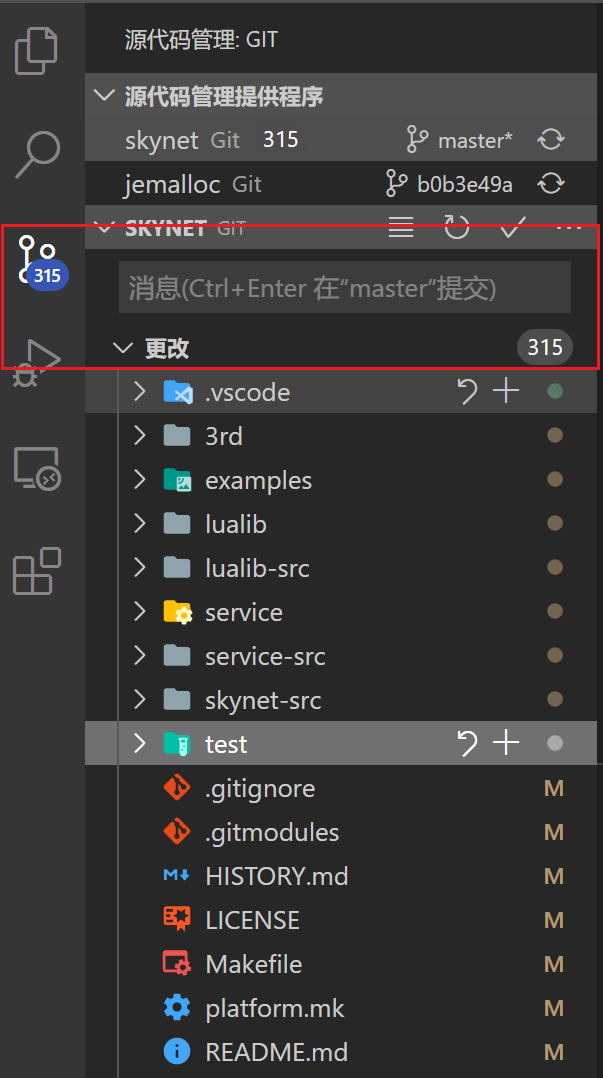 源代码管理: GIT
源代码管理提供程序
skynet Git 315 master*
jemalloc Git b0b3e49a
SKYNET GIT
315
消息(Ctrl+Enter 在“master”提交)
更改 315
.vscode
3rd
examples
lualib
lualib-src
service
service-src
skynet-src
test
.gitignore M
.gitmodules M
HISTORY.md M
LICENSE M
Makefile M
platform.mk M
README.md M